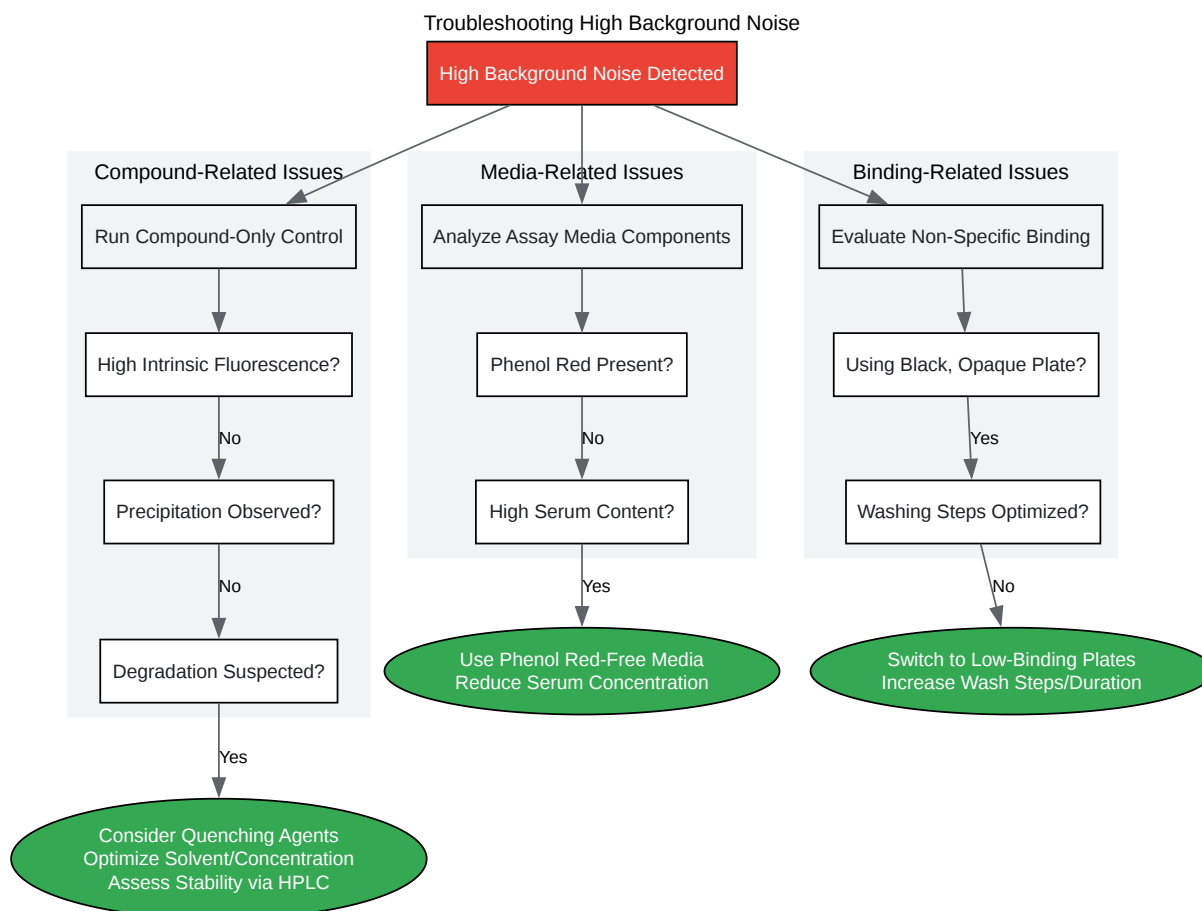 Troubleshooting High Background Noise
High Background Noise Detected
Compound-Related Issues
Run Compound-Only Control
High Intrinsic Fluorescence?
No
Precipitation Observed?
No
Degradation Suspected?
Yes
Consider Quenching Agents
Optimize Solvent/Concentration
Assess Stability via HPLC
Media-Related Issues
Analyze Assay Media Components
Phenol Red Present?
No
High Serum Content?
Yes
Use Phenol Red-Free Media
Reduce Serum Concentration
Binding-Related Issues
Evaluate Non-Specific Binding
Using Black, Opaque Plate?
Yes
Washing Steps Optimized?
No
Switch to Low-Binding Plates
Increase Wash Steps/Duration